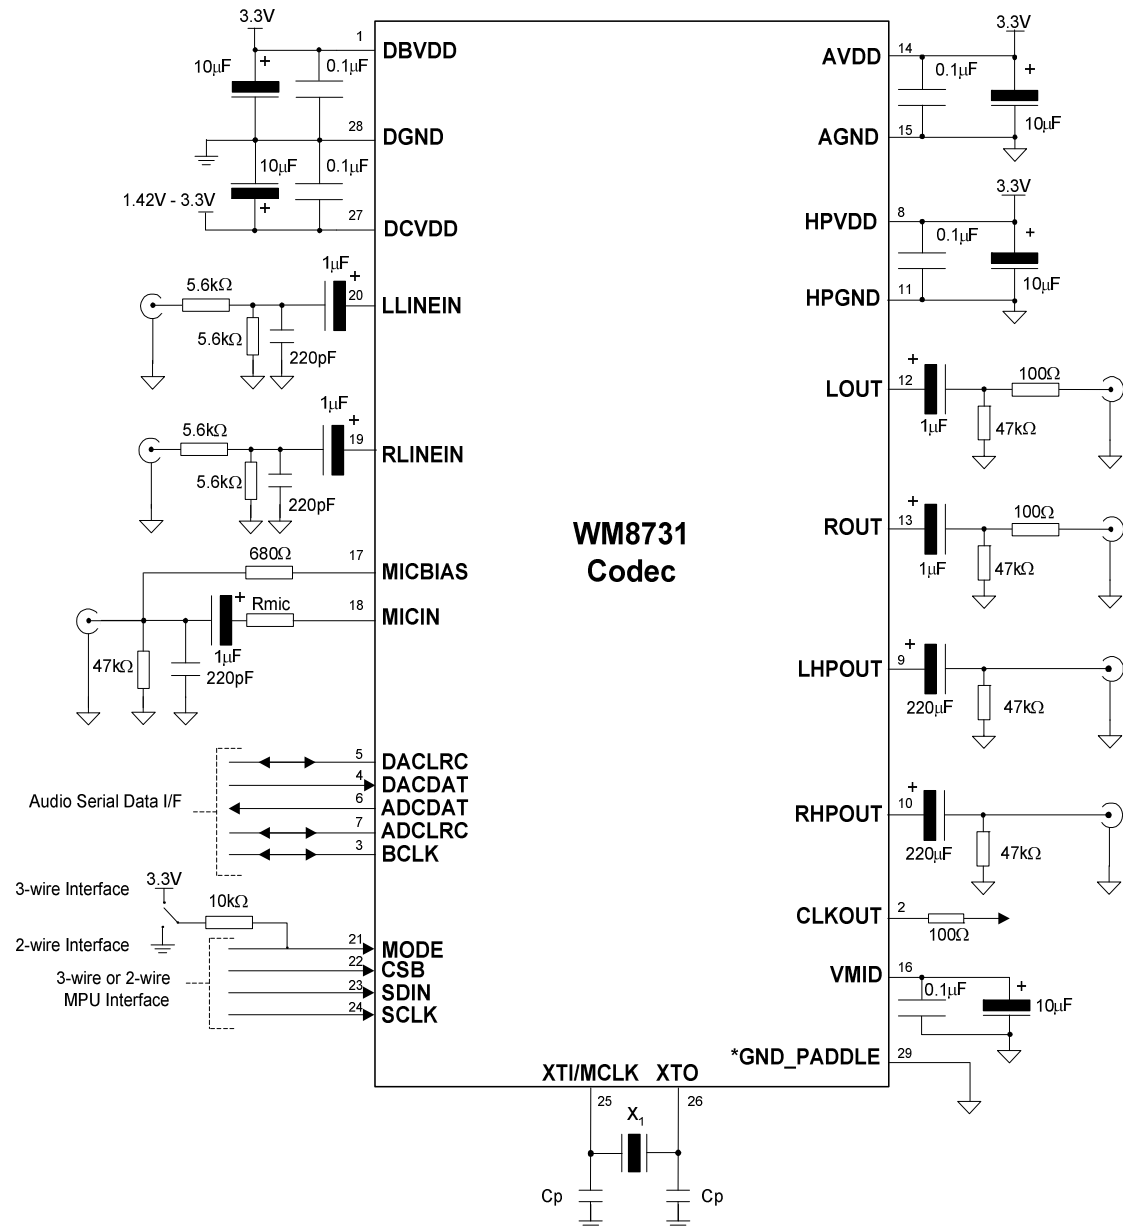 3.3V
1
DBVDD
10µF
+
0.1µF
28
DGND
10µF
0.1µF
1.42V - 3.3V
+
27
DCVDD
1µF
+
5.6kΩ
20
LLINEIN
5.6kΩ
220pF
1µF
+
5.6kΩ
19
RLINEIN
5.6kΩ
220pF
17
680Ω
MICBIAS
+
Rmic
18
MICIN
47kΩ
1µF
220pF
5
DACLRC
4
DACDAT
Audio Serial Data I/F
6
ADCDAT
7
ADCLRC
3
BCLK
3-wire Interface
3.3V
10kΩ
2-wire Interface
21
MODE
22
CSB
3-wire or 2-wire
MPU Interface
23
SDIN
24
SCLK
WM8731
Codec
3.3V
14
AVDD
0.1µF
+
15
AGND
10µF
3.3V
8
HPVDD
0.1µF
+
11
HPGND
10µF
+
LOUT
12
100Ω
1µF
47kΩ
+
ROUT
13
100Ω
1µF
47kΩ
+
LHPOUT
9
220µF
47kΩ
+
RHPOUT
10
220µF
47kΩ
CLKOUT
2
100Ω
VMID
16
0.1µF
+
10µF
*GND_PADDLE
29
XTI/MCLK
XTO
25
26
X1
Cp
Cp